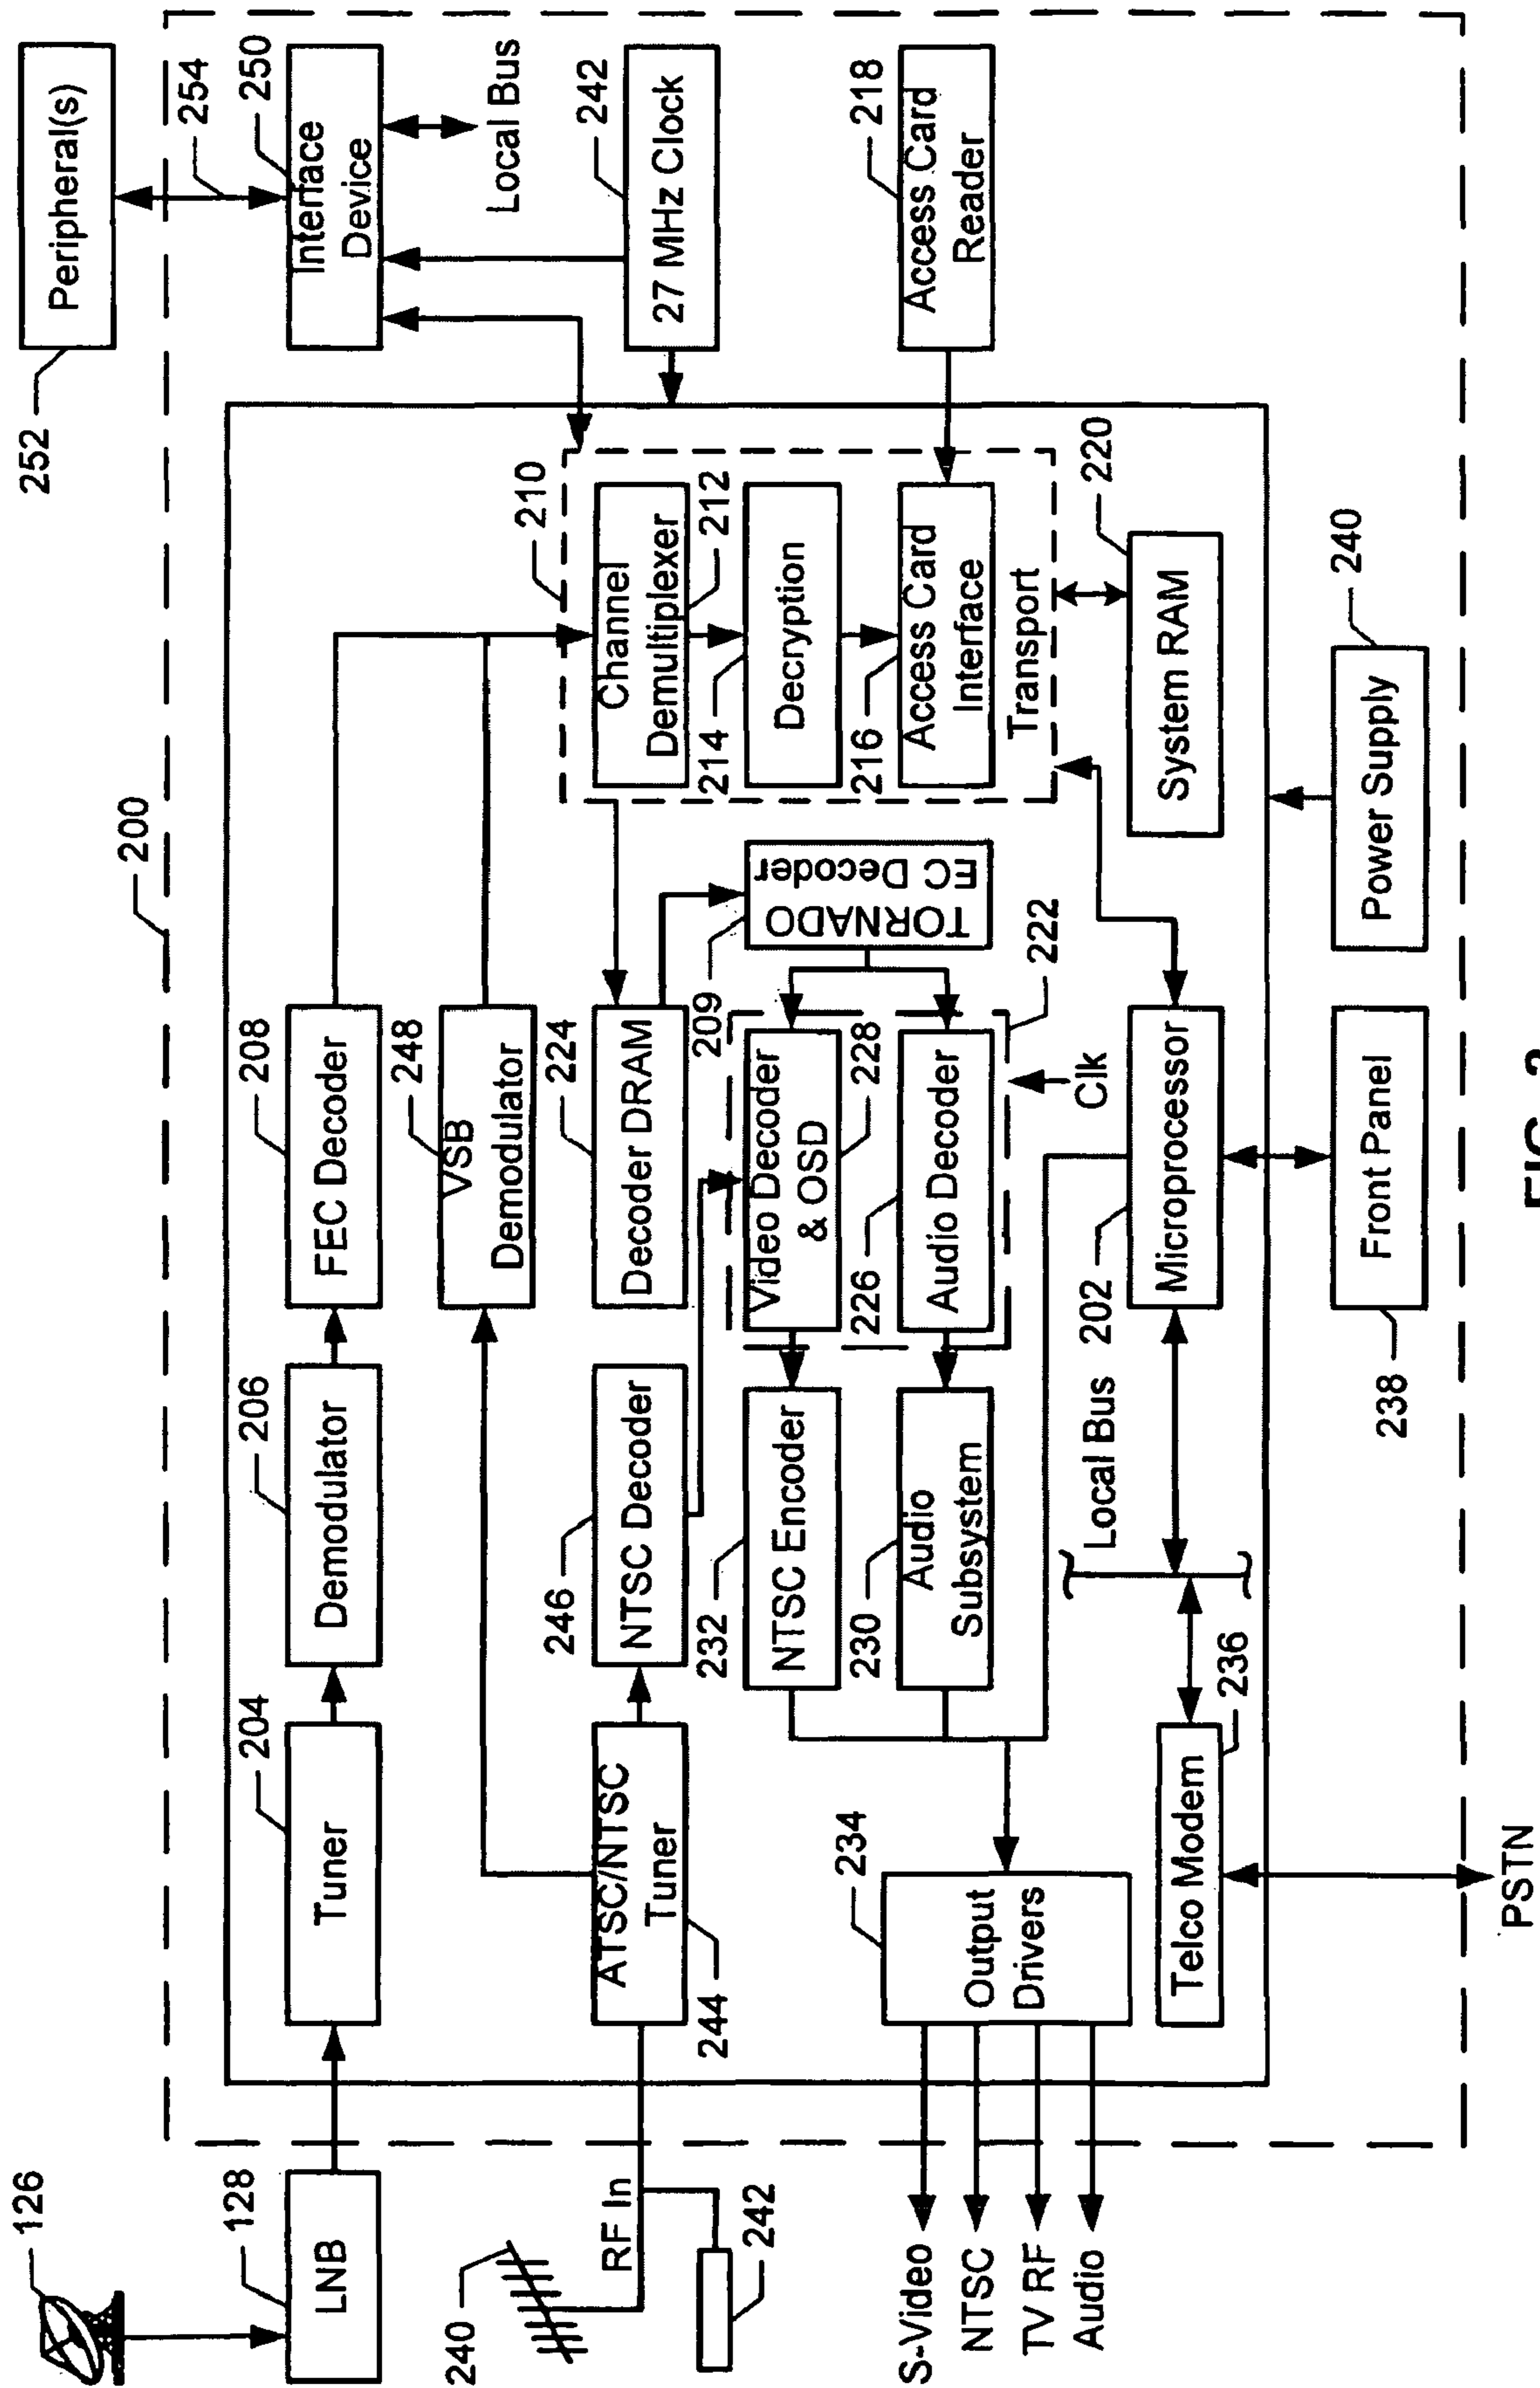 200
126
128
LNB
204
Tuner
206
Demodulator
208
FEC Decoder
248
VSB
Demodulator
210
Channel
Demultiplexer
212
214
Decryption
216
Access Card
Interface
Transport
252
Peripheral(s)
254
250
Interface
Device
Local Bus
242
27 MHz Clock
218
Access Card
Reader
240
RF In
242
244
ATSC/NTSC
Tuner
246
NTSC Decoder
224
Decoder DRAM
209
TORNADO
EC Decoder
232
NTSC Encoder
Video Decoder
& OSD
228
230
Audio
Subsystem
226
Audio Decoder
222
Clk
234
Output
Drivers
S-Video
NTSC
TV RF
Audio
Telco Modem
236
Local Bus
202
Microprocessor
220
System RAM
PSTN
238
Front Panel
240
Power Supply